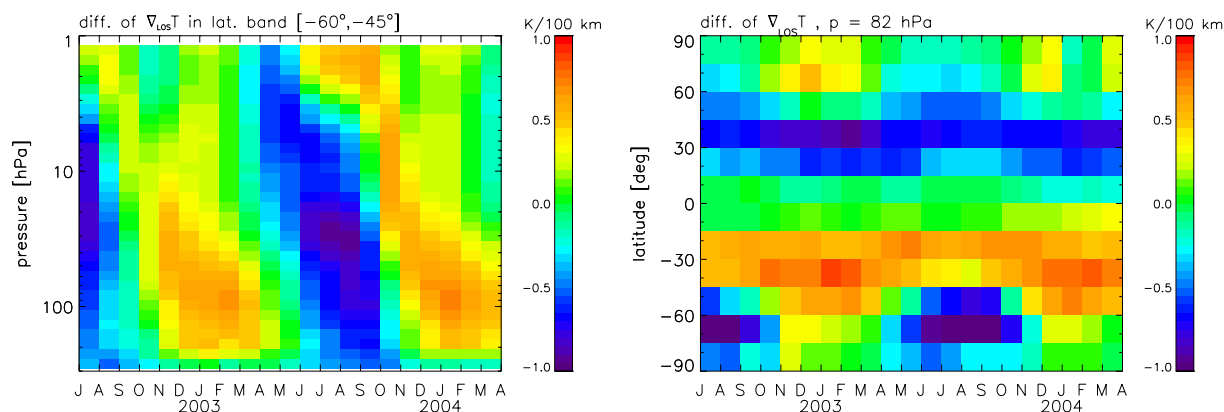 diff. of ∇LOST in lat. band [−60°,−45°]
K/100 km
1
10
100
pressure [hPa]
J A S O N D J F M A M J J A S O N D J F M A
2003 2004
1.0
0.5
0.0
−0.5
−1.0
diff. of ∇LOST , p = 82 hPa
K/100 km
90
60
30
0
−30
−60
−90
latitude [deg]
J A S O N D J F M A M J J A S O N D J F M A
2003 2004
1.0
0.5
0.0
−0.5
−1.0